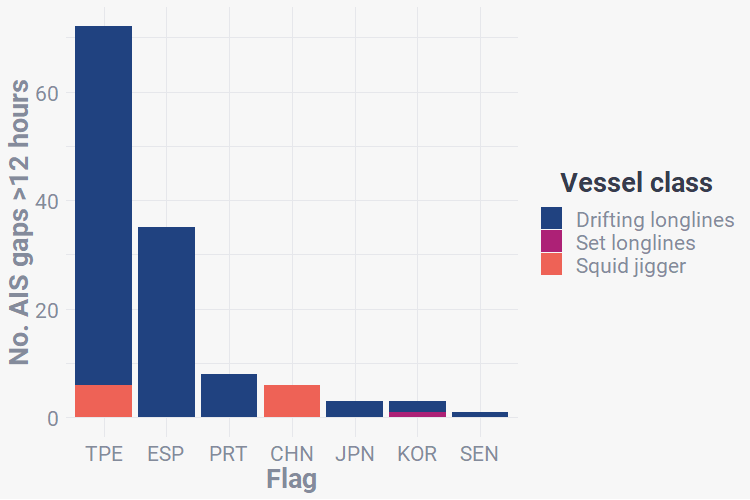 No. AIS gaps >12 hours
60
40
20
0
TPE ESP PRT CHN JPN KOR SEN
Flag
Vessel class
Drifting longlines
Set longlines
Squid jigger